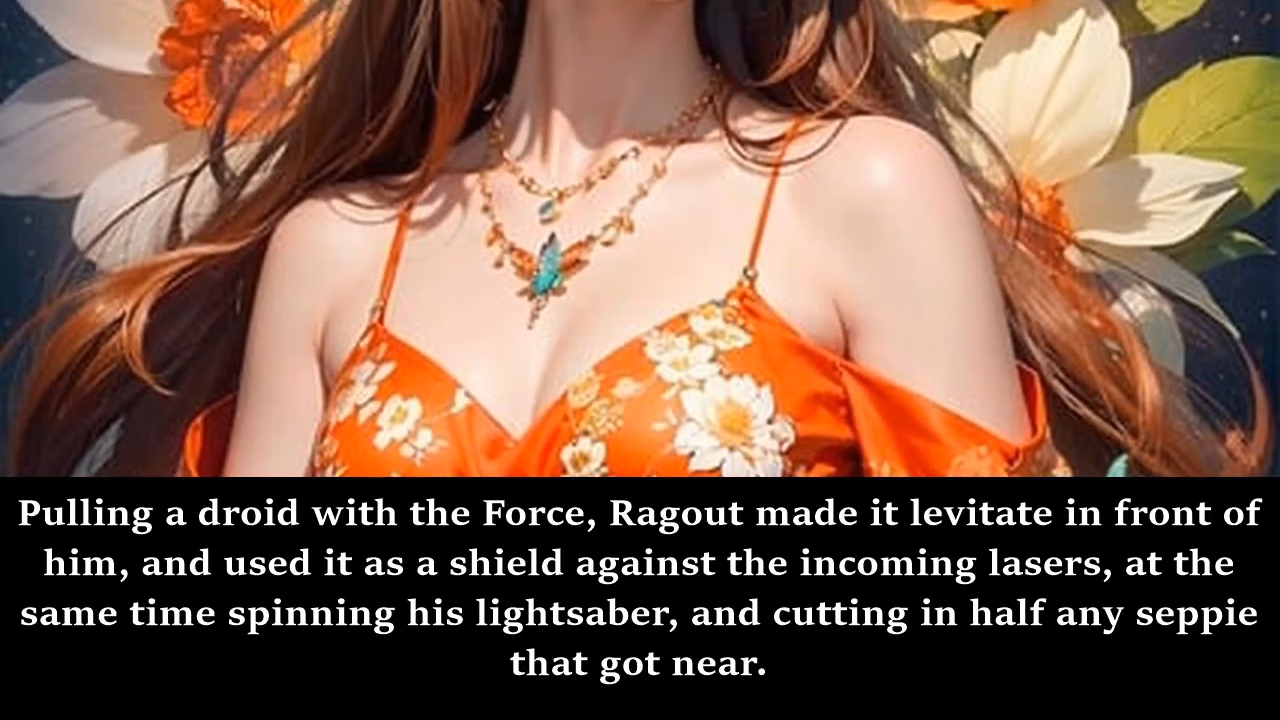 Pulling a droid with the Force, Ragout made it levitate in front of
him, and used it as a shield against the incoming lasers, at the
same time spinning his lightsaber, and cutting in half any seppie
that got near.